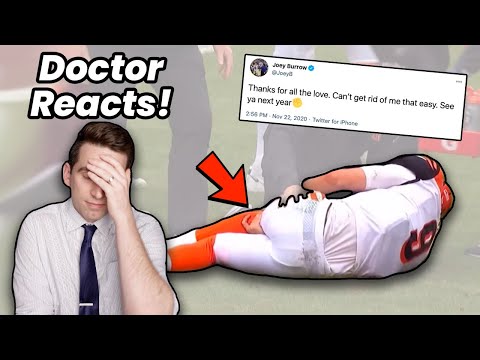 Doctor
Reacts!
Joey Burrow
@JoeyB
Thanks for all the love. Can't get rid of me that easy. See
ya next year✊
2:56 PM · Nov 22, 2020 · Twitter for iPhone
9